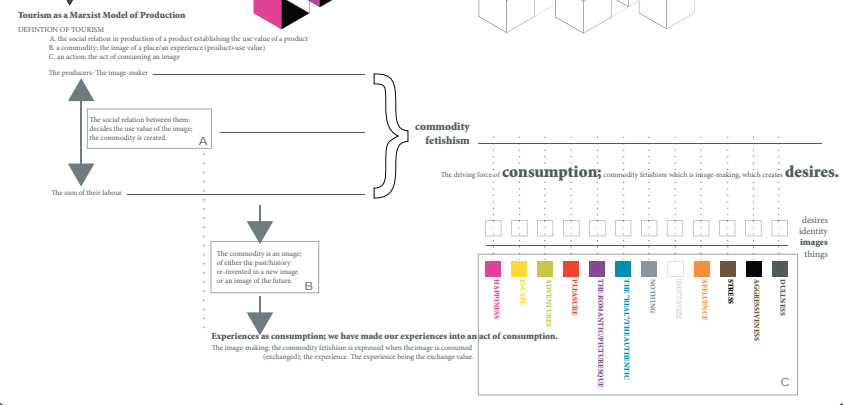 Tourism as a Marxist Model of Production
DEFINTION OF TOURISM
A. the social relation in production of a product establishing the use value of a product
B. a commodity; the image of a place/an experience (product=use value)
C. an action; the act of consuming an image
The producers: The image-maker
The social relation between them:
decides the use value of the image;
the commodity is created.
A
The sum of their labour
commodity
fetishism
The driving force of consumption; commodity fetishism which is image-making, which creates desires.
desires
identity
images
things
The commodity is an image;
of either the past/history
re-invented in a new image
or an image of the future.
B
HAPPINESS
ESCAPE
ADVENTURES
PLEASURE
THE ROMANTIC/PICTURESQUE
THE "REAL"/THE AUTHENTIC
NOTHING
AFFLUENCE
STRESS
AGGRESSIVENESS
DULLNESS
C
Experiences as consumption; we have made our experiences into an act of consumption.
The image-making; the commodity fetishism is expressed when the image is consumed
(exchanged); the experience. The experience being the exchange value.